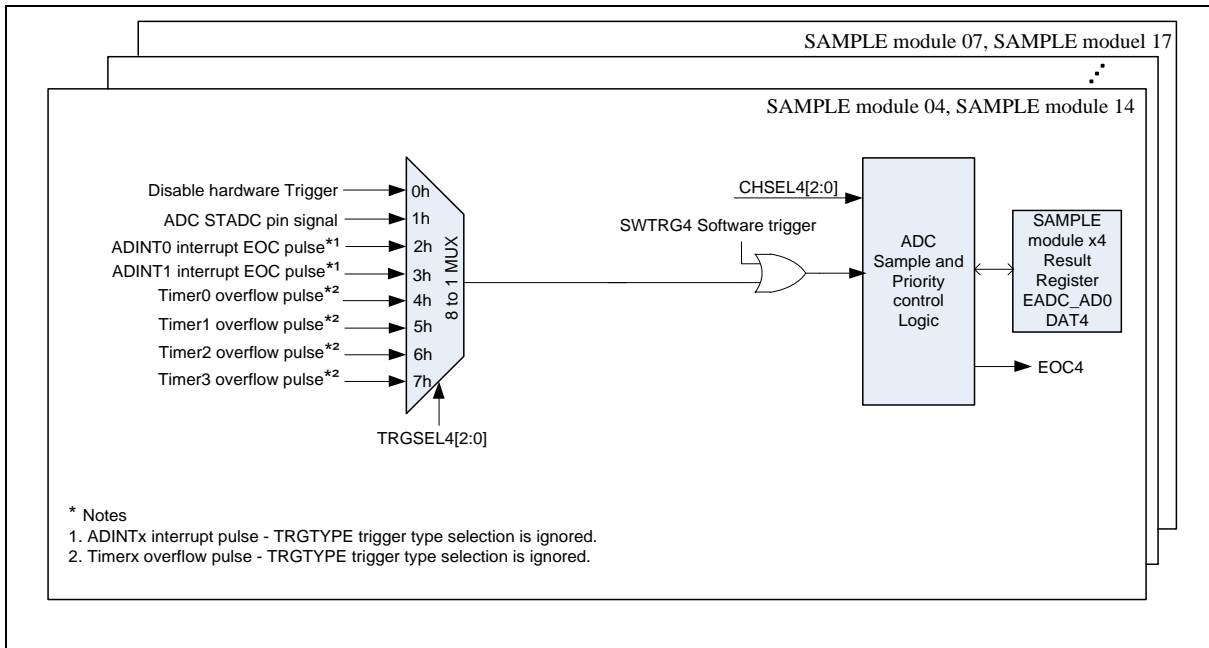 SAMPLE module 07, SAMPLE moduel 17
SAMPLE module 04, SAMPLE module 14
Disable hardware Trigger
0h
ADC STADC pin signal
1h
ADINT0 interrupt EOC pulse*1
2h
ADINT1 interrupt EOC pulse*1
3h
Timer0 overflow pulse*2
4h
Timer1 overflow pulse*2
5h
Timer2 overflow pulse*2
6h
Timer3 overflow pulse*2
7h
8 to 1 MUX
TRGSEL4[2:0]
CHSEL4[2:0]
SWTRG4 Software trigger
ADC
Sample and
Priority
control
Logic
SAMPLE
module x4
Result
Register
EADC_AD0
DAT4
EOC4
* Notes
1. ADINTx interrupt pulse - TRGTYPE trigger type selection is ignored.
2. Timerx overflow pulse - TRGTYPE trigger type selection is ignored.